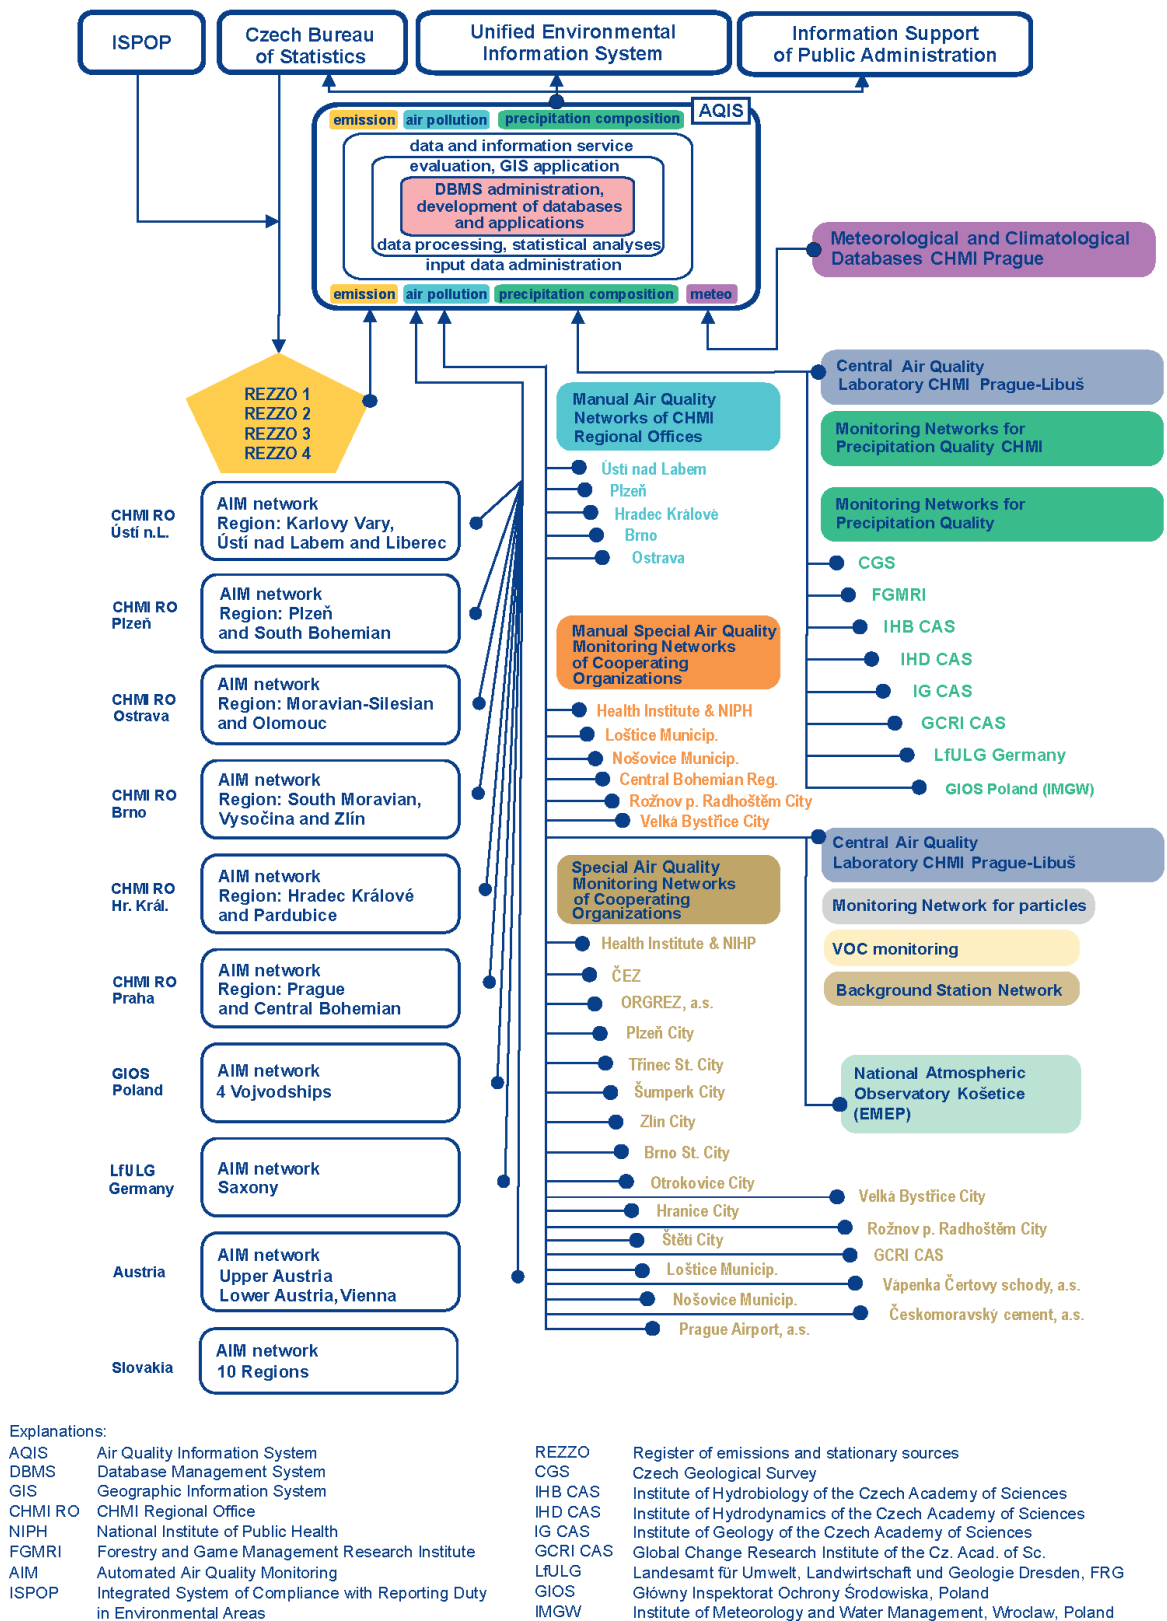 ISPOP
Czech Bureau
of Statistics
Unified Environmental
Information System
Information Support
of Public Administration
AQIS
emission
air pollution
precipitation composition
data and information service
evaluation, GIS application
DBMS administration,
development of databases
and applications
data processing, statistical analyses
input data administration
emission
air pollution
precipitation composition
meteo
Meteorological and Climatological
Databases CHMI Prague
REZZO 1
REZZO 2
REZZO 3
REZZO 4
CHMI RO
Ústí n.L.
AIM network
Region: Karlovy Vary,
Ústí nad Labem and Liberec
CHMI RO
Plzeň
AIM network
Region: Plzeň
and South Bohemian
CHMI RO
Ostrava
AIM network
Region: Moravian-Silesian
and Olomouc
CHMI RO
Brno
AIM network
Region: South Moravian,
Vysočina and Zlín
CHMI RO
Hr. Král.
AIM network
Region: Hradec Králové
and Pardubice
CHMI RO
Praha
AIM network
Region: Prague
and Central Bohemian
GIOS
Poland
AIM network
4 Vojvodships
LfULG
Germany
AIM network
Saxony
Austria
AIM network
Upper Austria
Lower Austria, Vienna
Slovakia
AIM network
10 Regions
Manual Air Quality
Networks of CHMI
Regional Offices
Ústí nad Labem
Plzeň
Hradec Králové
Brno
Ostrava
Manual Special Air Quality
Monitoring Networks
of Cooperating
Organizations
Health Institute & NIPH
Loštice Municip.
Nošovice Municip.
Central Bohemian Reg.
Rožnov p. Radhoštěm City
Velká Bystřice City
Special Air Quality
Monitoring Networks
of Cooperating
Organizations
Health Institute & NIHP
ČEZ
ORGREZ, a.s.
Plzeň City
Třinec St. City
Šumperk City
Zlín City
Brno St. City
Otrokovice City
Hranice City
Štětí City
Loštice Municip.
Nošovice Municip.
Prague Airport, a.s.
Velká Bystřice City
Rožnov p. Radhoštěm City
GCRI CAS
Vápenka Čertovy schody, a.s.
Českomoravský cement, a.s.
Central Air Quality
Laboratory CHMI Prague-Libuš
Monitoring Networks for
Precipitation Quality CHMI
Monitoring Networks for
Precipitation Quality
CGS
FGMRI
IHB CAS
IHD CAS
IG CAS
GCRI CAS
LfULG Germany
GIOS Poland (IMGW)
Central Air Quality
Laboratory CHMI Prague-Libuš
Monitoring Network for particles
VOC monitoring
Background Station Network
National Atmospheric
Observatory Košetice
(EMEP)
Explanations:
AQIS Air Quality Information System
DBMS Database Management System
GIS Geographic Information System
CHMI RO CHMI Regional Office
NIPH National Institute of Public Health
FGMRI Forestry and Game Management Research Institute
AIM Automated Air Quality Monitoring
ISPOP Integrated System of Compliance with Reporting Duty
in Environmental Areas
REZZO Register of emissions and stationary sources
CGS Czech Geological Survey
IHB CAS Institute of Hydrobiology of the Czech Academy of Sciences
IHD CAS Institute of Hydrodynamics of the Czech Academy of Sciences
IG CAS Institute of Geology of the Czech Academy of Sciences
GCRI CAS Global Change Research Institute of the Cz. Acad. of Sc.
LfULG Landesamt für Umwelt, Landwirtschaft und Geologie Dresden, FRG
GIOS Główny Inspektorat Ochrony Środowiska, Poland
IMGW Institute of Meteorology and Water Management, Wroclaw, Poland